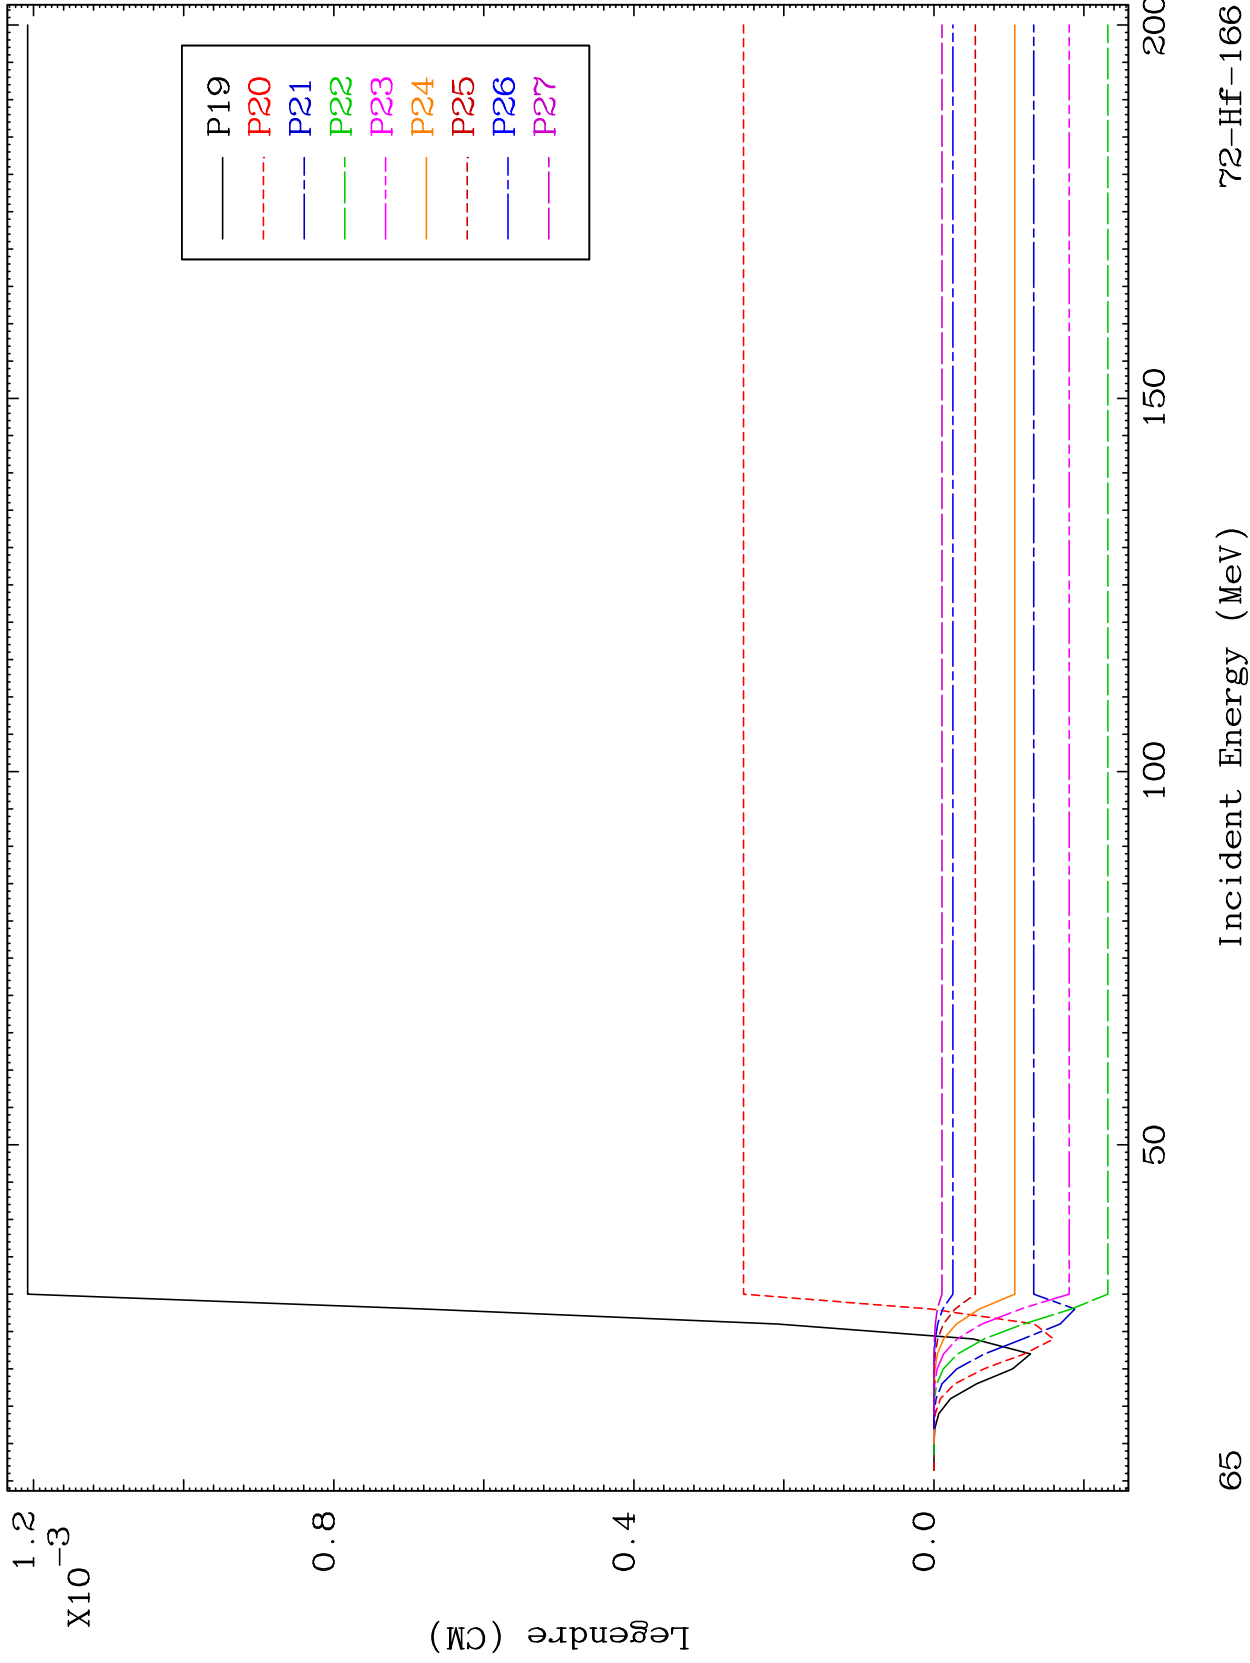 1.2
X10-3
0.8
0.4
0.0
Legendre (CM)
P19
P20
P21
P22
P23
P24
P25
P26
P27
50
100
150
200
65
Incident Energy (MeV)
72-Hf-166